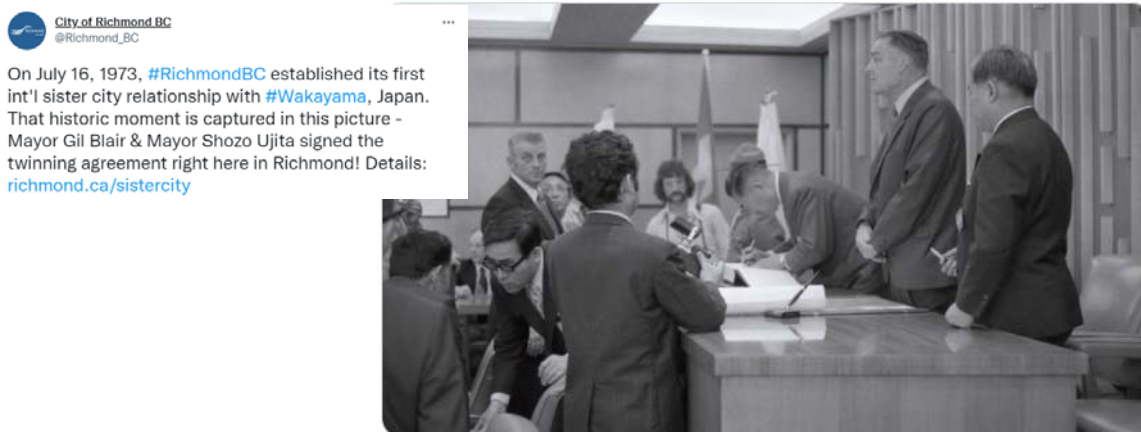 City of Richmond BC
@Richmond_BC
On July 16, 1973, #RichmondBC established its first
int'l sister city relationship with #Wakayama, Japan.
That historic moment is captured in this picture -
Mayor Gil Blair & Mayor Shozo Ujita signed the
twinning agreement right here in Richmond! Details:
richmond.ca/sistercity